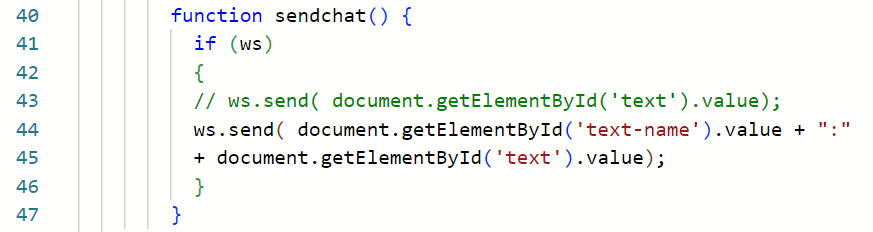 40 function sendchat() {
41 if (ws)
42 {
43 // ws.send( document.getElementById('text').value);
44 ws.send( document.getElementById('text-name').value + ":"
45 + document.getElementById('text').value);
46 }
47 }